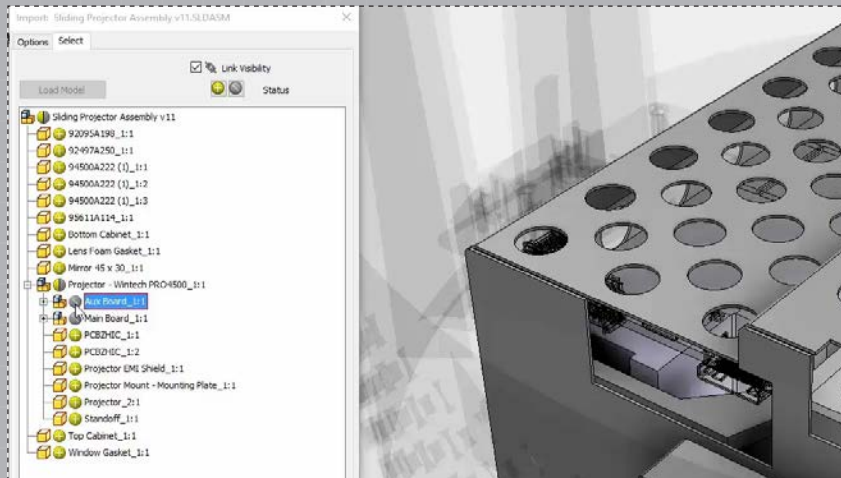 Import: Sliding Projector Assembly v11.SLDASM
Options Select
Link Visibility
Load Model Status
Sliding Projector Assembly v11
92095A198_1:1
92497A250_1:1
94500A222 (1)_1:1
94500A222 (1)_1:2
94500A222 (1)_1:3
95611A114_1:1
Bottom Cabinet_1:1
Lens Foam Gasket_1:1
Mirror 45 x 30_1:1
Projector - Wintech PRO4500_1:1
Aux Board_1:1
Main Board_1:1
PCBZHIC_1:1
PCBZHIC_1:2
Projector EMI Shield_1:1
Projector Mount - Mounting Plate_1:1
Projector_2:1
Standoff_1:1
Top Cabinet_1:1
Window Gasket_1:1